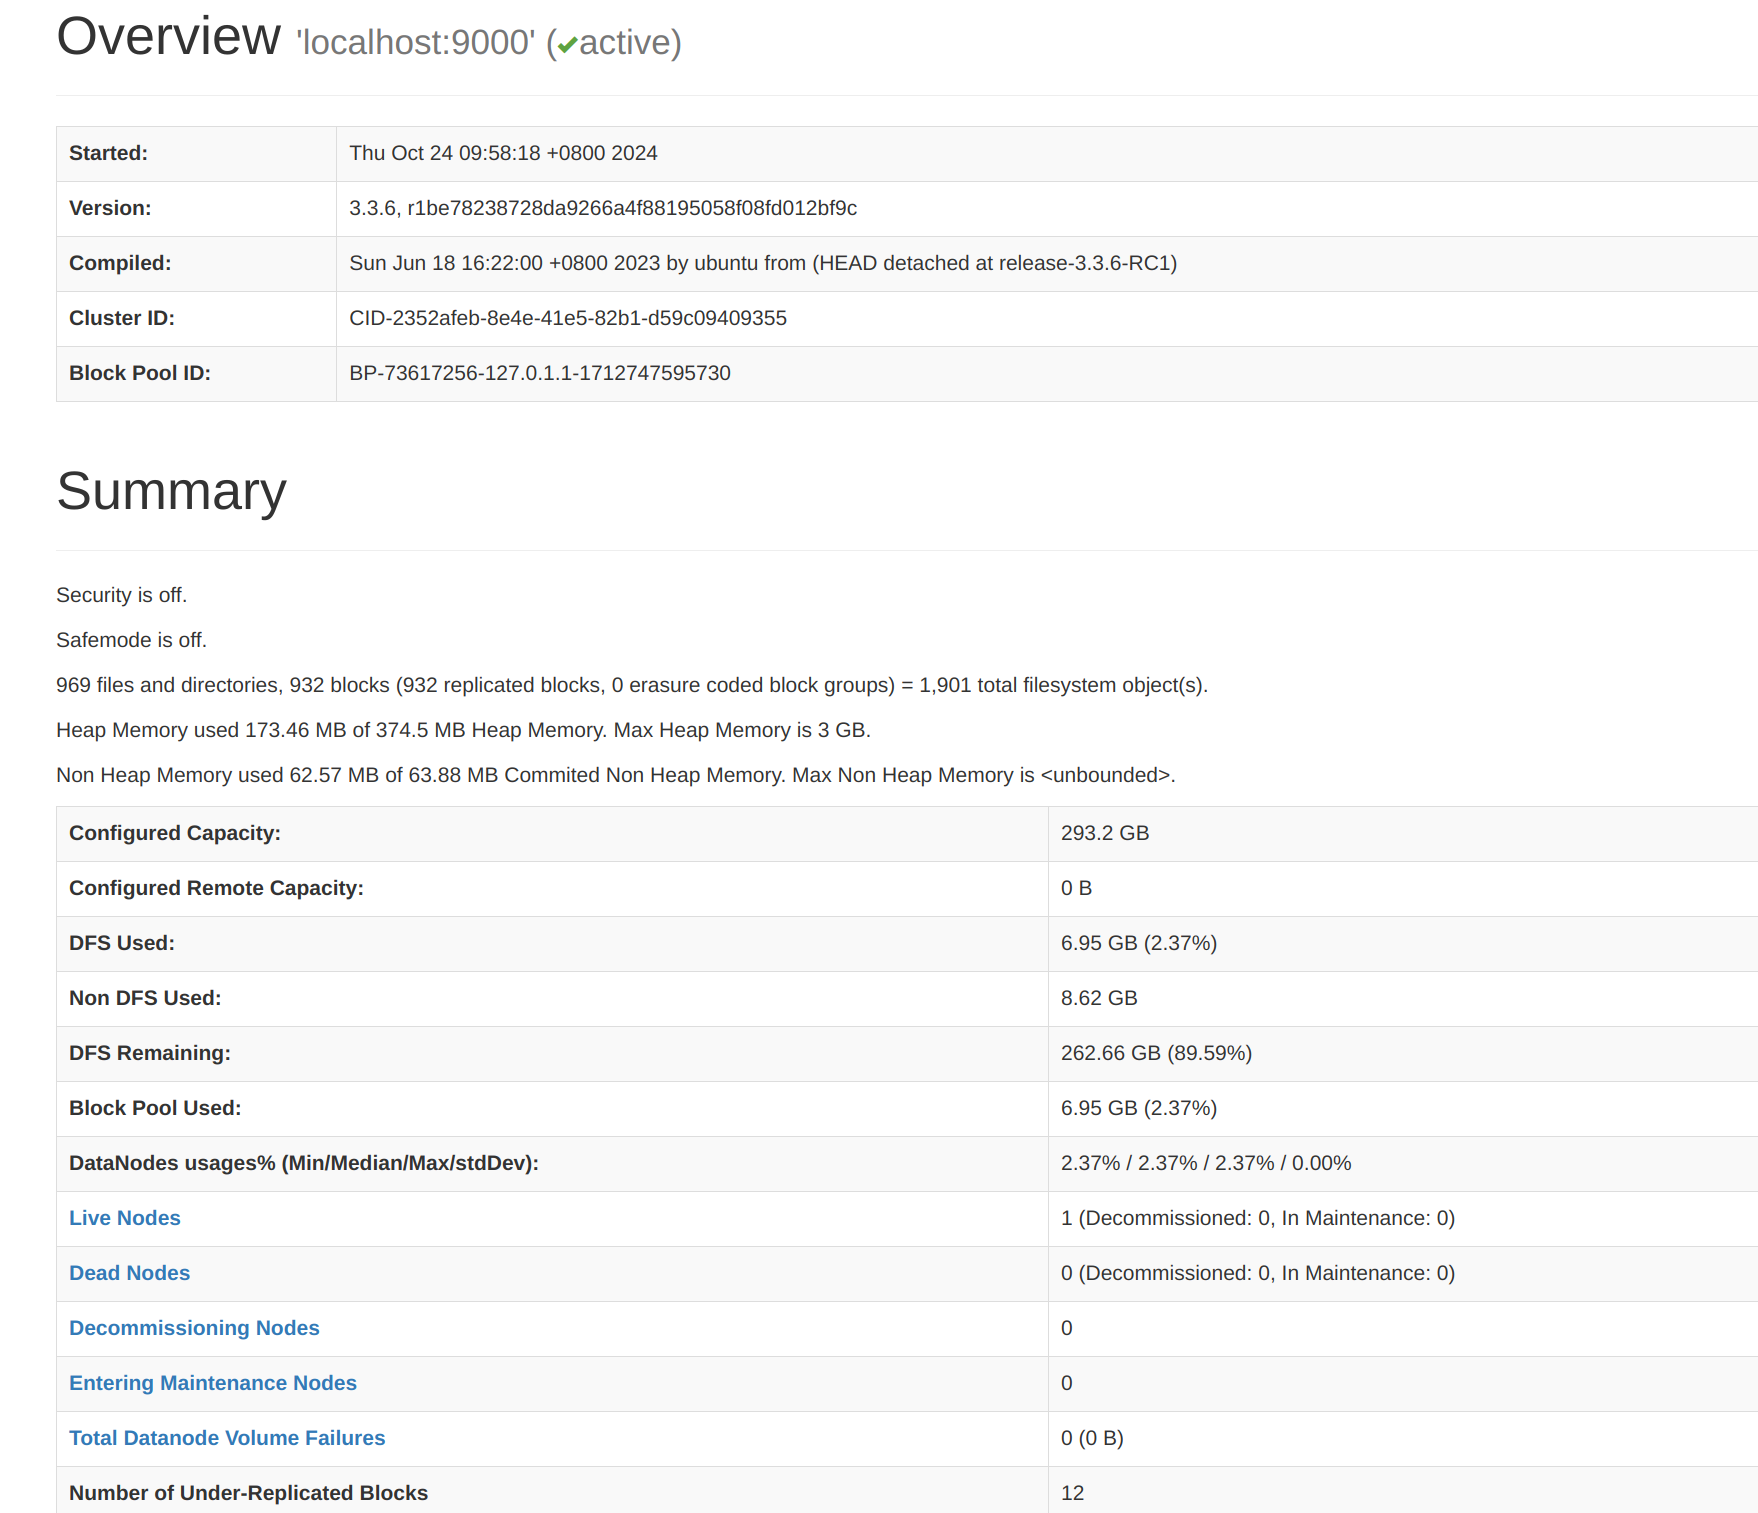 Overview 'localhost:9000' (✔active)
Started: Thu Oct 24 09:58:18 +0800 2024
Version: 3.3.6, r1be78238728da9266a4f88195058f08fd012bf9c
Compiled: Sun Jun 18 16:22:00 +0800 2023 by ubuntu from (HEAD detached at release-3.3.6-RC1)
Cluster ID: CID-2352afeb-8e4e-41e5-82b1-d59c09409355
Block Pool ID: BP-73617256-127.0.1.1-1712747595730
Summary
Security is off.
Safemode is off.
969 files and directories, 932 blocks (932 replicated blocks, 0 erasure coded block groups) = 1,901 total filesystem object(s).
Heap Memory used 173.46 MB of 374.5 MB Heap Memory. Max Heap Memory is 3 GB.
Non Heap Memory used 62.57 MB of 63.88 MB Commited Non Heap Memory. Max Non Heap Memory is <unbounded>.
Configured Capacity: 293.2 GB
Configured Remote Capacity: 0 B
DFS Used: 6.95 GB (2.37%)
Non DFS Used: 8.62 GB
DFS Remaining: 262.66 GB (89.59%)
Block Pool Used: 6.95 GB (2.37%)
DataNodes usages% (Min/Median/Max/stdDev): 2.37% / 2.37% / 2.37% / 0.00%
Live Nodes 1 (Decommissioned: 0, In Maintenance: 0)
Dead Nodes 0 (Decommissioned: 0, In Maintenance: 0)
Decommissioning Nodes 0
Entering Maintenance Nodes 0
Total Datanode Volume Failures 0 (0 B)
Number of Under-Replicated Blocks 12